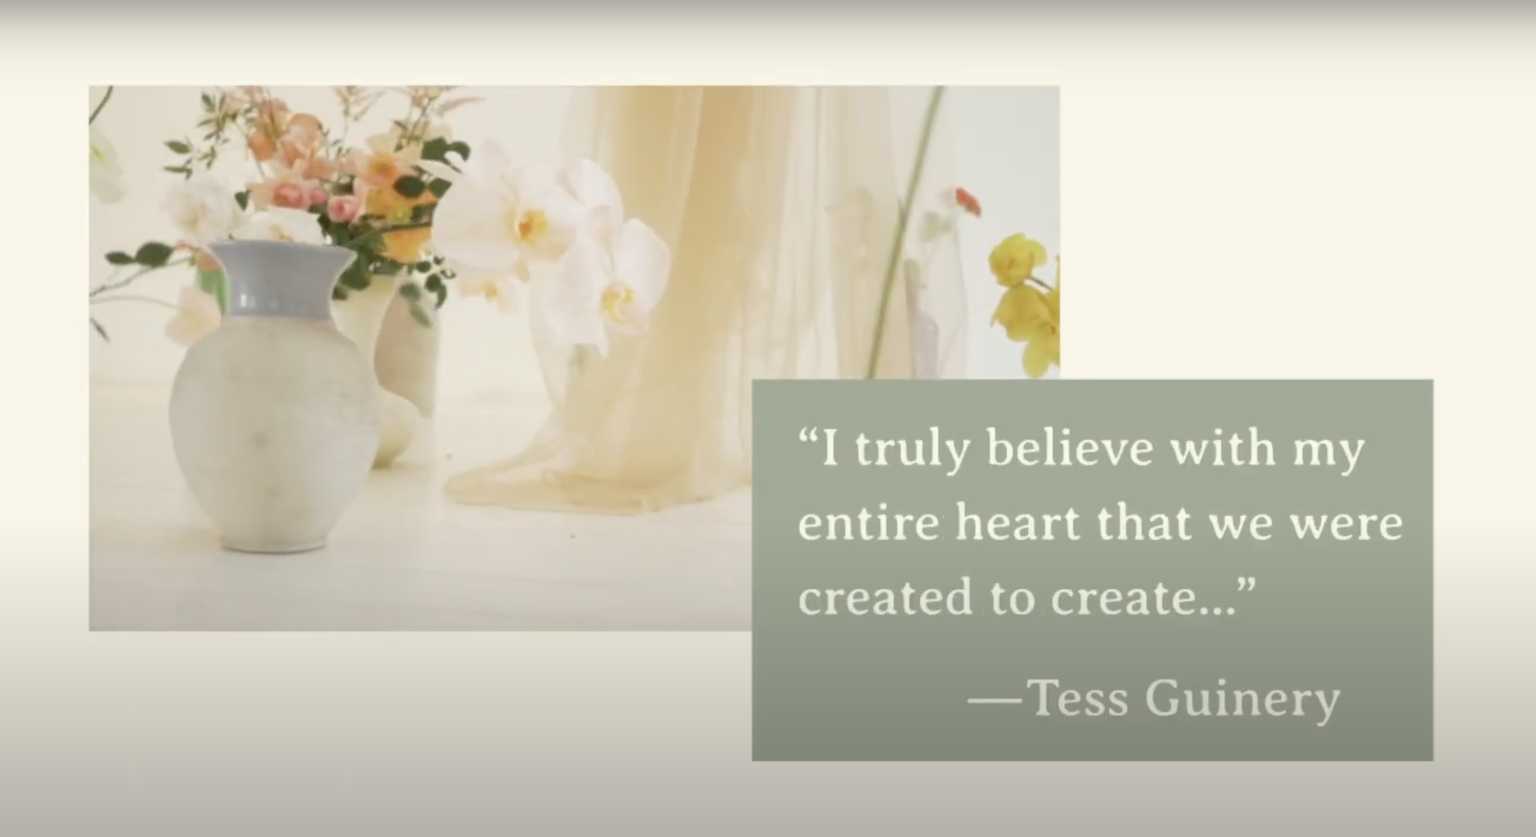 “I truly believe with my
entire heart that we were
created to create...”
—Tess Guinery